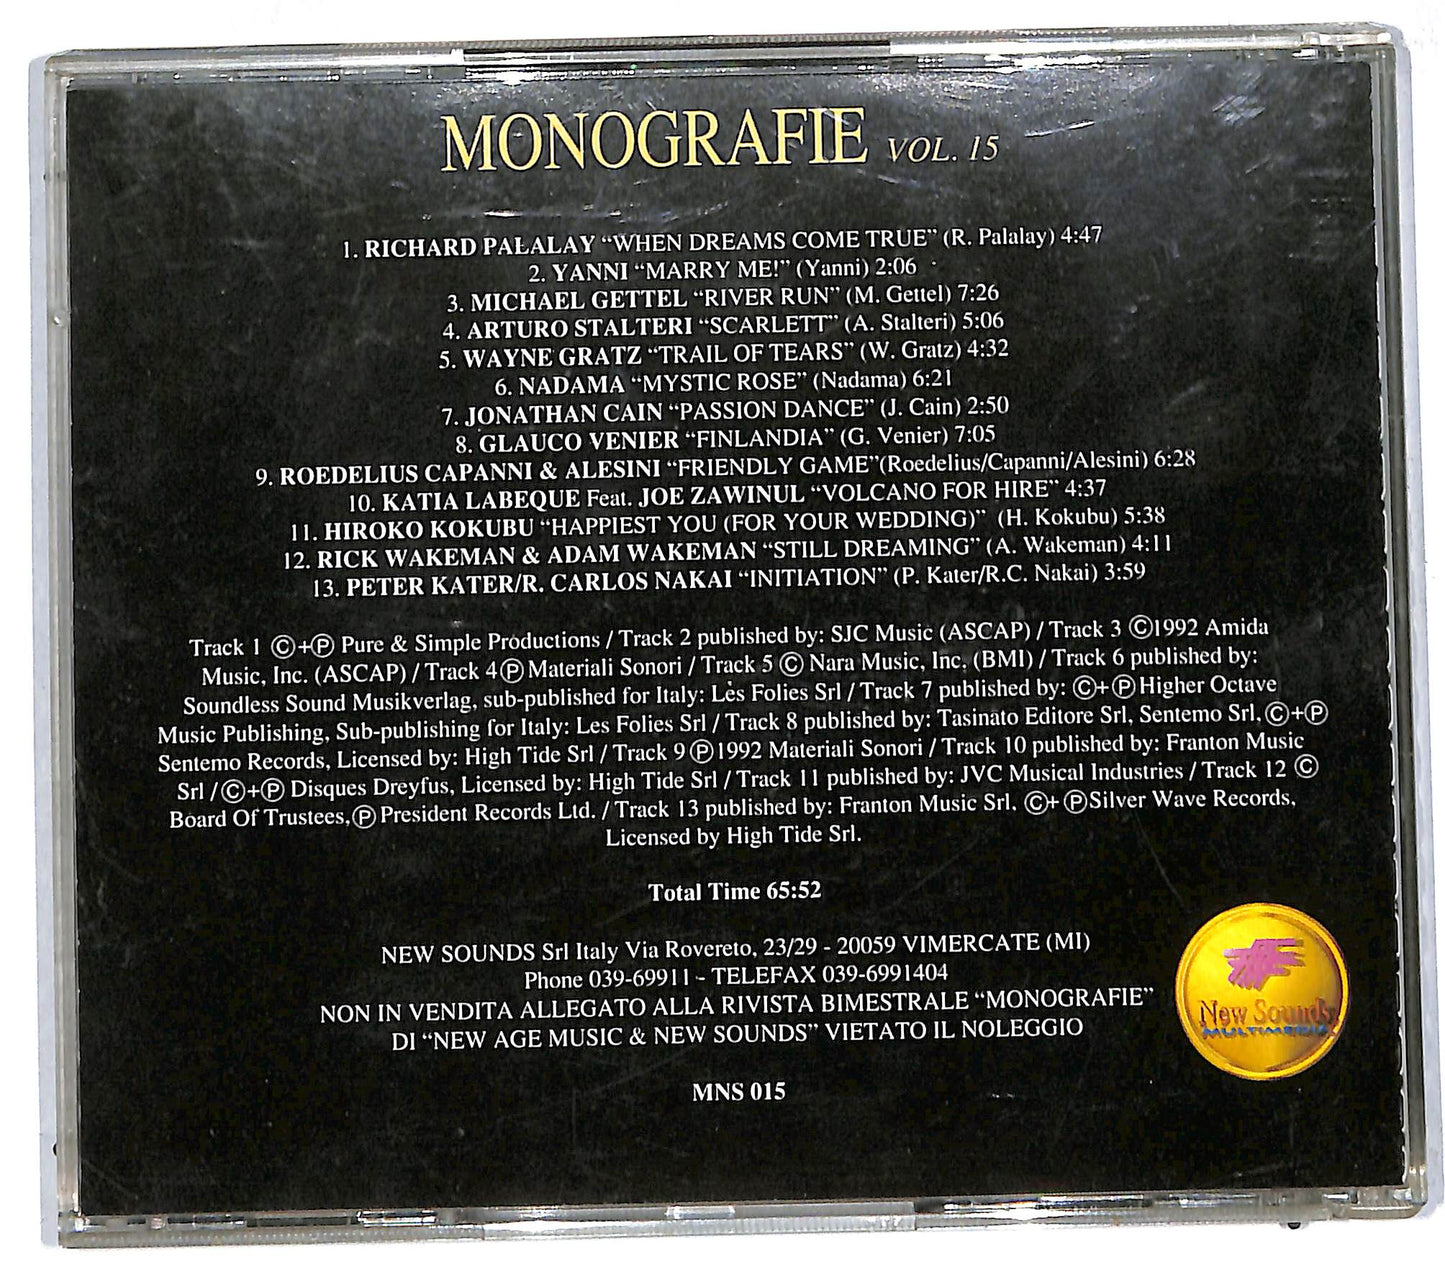 MONOGRAFIE VOL. 15
1. RICHARD PALALAY “WHEN DREAMS COME TRUE” (R. Palalay) 4:47
2. YANNI “MARRY ME!” (Yanni) 2:06
3. MICHAEL GETTEL “RIVER RUN” (M. Gettel) 7:26
4. ARTURO STALTERI “SCARLETT” (A. Stalteri) 5:06
5. WAYNE GRATZ “TRAIL OF TEARS” (W. Gratz) 4:32
6. NADAMA “MYSTIC ROSE” (Nadama) 6:21
7. JONATHAN CAIN “PASSION DANCE” (J. Cain) 2:50
8. GLAUCO VENIER “FINLANDIA” (G. Venier) 7:05
9. ROEDELIUS CAPANNI & ALESINI “FRIENDLY GAME”(Roedelius/Capanni/Alesini) 6:28
10. KATIA LABEQUE Feat. JOE ZAWINUL “VOLCANO FOR HIRE” 4:37
11. HIROKO KOKUBU “HAPPIEST YOU (FOR YOUR WEDDING)” (H. Kokubu) 5:38
12. RICK WAKEMAN & ADAM WAKEMAN “STILL DREAMING” (A. Wakeman) 4:11
13. PETER KATER/R. CARLOS NAKAI “INITIATION” (P. Kater/R.C. Nakai) 3:59
Track 1 ©+℗ Pure & Simple Productions / Track 2 published by: SJC Music (ASCAP) / Track 3 ©1992 Amida
Music, Inc. (ASCAP) / Track 4 ℗ Materiali Sonori / Track 5 © Nara Music, Inc, (BMI) / Track 6 published by:
Soundless Sound Musikverlag, sub-published for Italy: Lès Folies Srl / Track 7 published by: ©+℗ Higher Octave
Music Publishing, Sub-publishing for Italy: Les Folies Srl / Track 8 published by: Tasinato Editore Srl, Sentemo Srl, ©+℗
Sentemo Records, Licensed by: High Tide Srl / Track 9 ℗1992 Materiali Sonori / Track 10 published by: Franton Music
Srl / ©+℗ Disques Dreyfus, Licensed by: High Tide Srl / Track 11 published by: JVC Musical Industries / Track 12 ©
Board Of Trustees, ℗ President Records Ltd. / Track 13 published by: Franton Music Srl. ©+ ℗ Silver Wave Records,
Licensed by High Tide Srl.
Total Time 65:52
NEW SOUNDS Srl Italy Via Rovereto, 23/29 - 20059 VIMERCATE (MI)
Phone 039-69911 - TELEFAX 039-6991404
NON IN VENDITA ALLEGATO ALLA RIVISTA BIMESTRALE “MONOGRAFIE”
DI “NEW AGE MUSIC & NEW SOUNDS” VIETATO IL NOLEGGIO
MNS 015
New Sounds
MULTIMEDIA